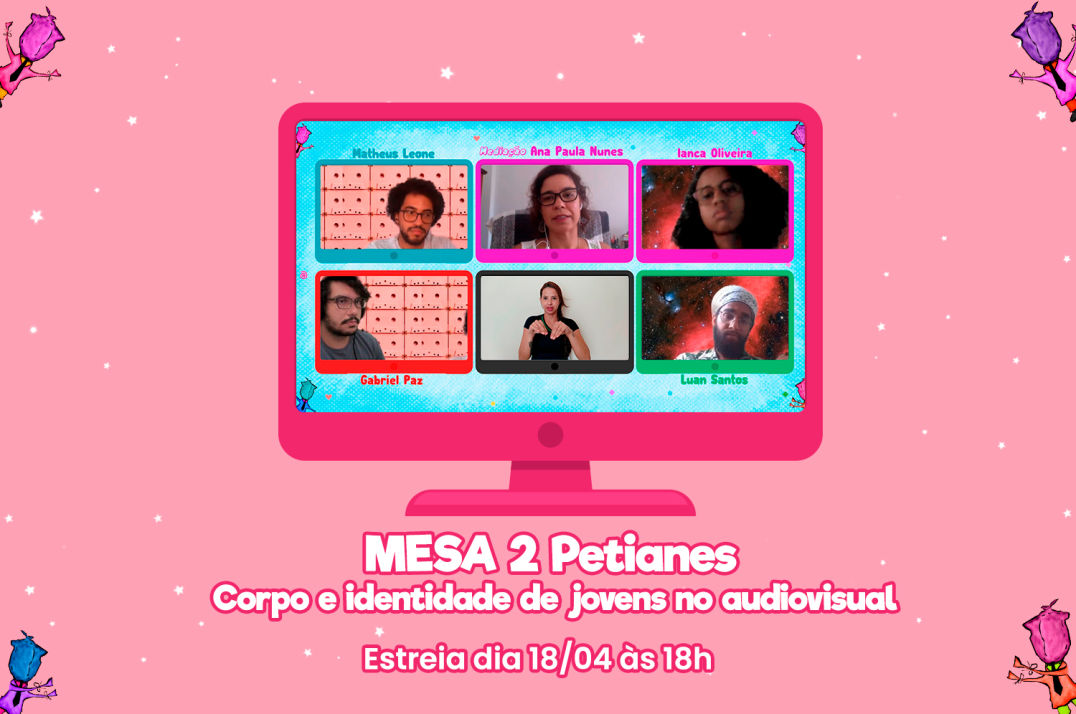 Matheus Leone
Mediação Ana Paula Nunes
Ianca Oliveira
Gabriel Paz
Luan Santos
MESA 2 Petianes
Corpo e identidade de jovens no audiovisual
Estreia dia 18/04 às 18h